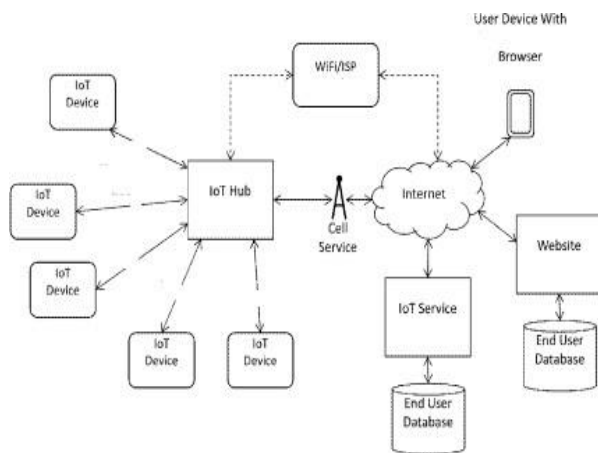 User Device With
Browser
WiFi/ISP
IoT
Device
IoT
Device
IoT
Device
IoT
Device
IoT
Device
IoT Hub
Cell
Service
Internet
Website
IoT Service
End User
Database
End User
Database